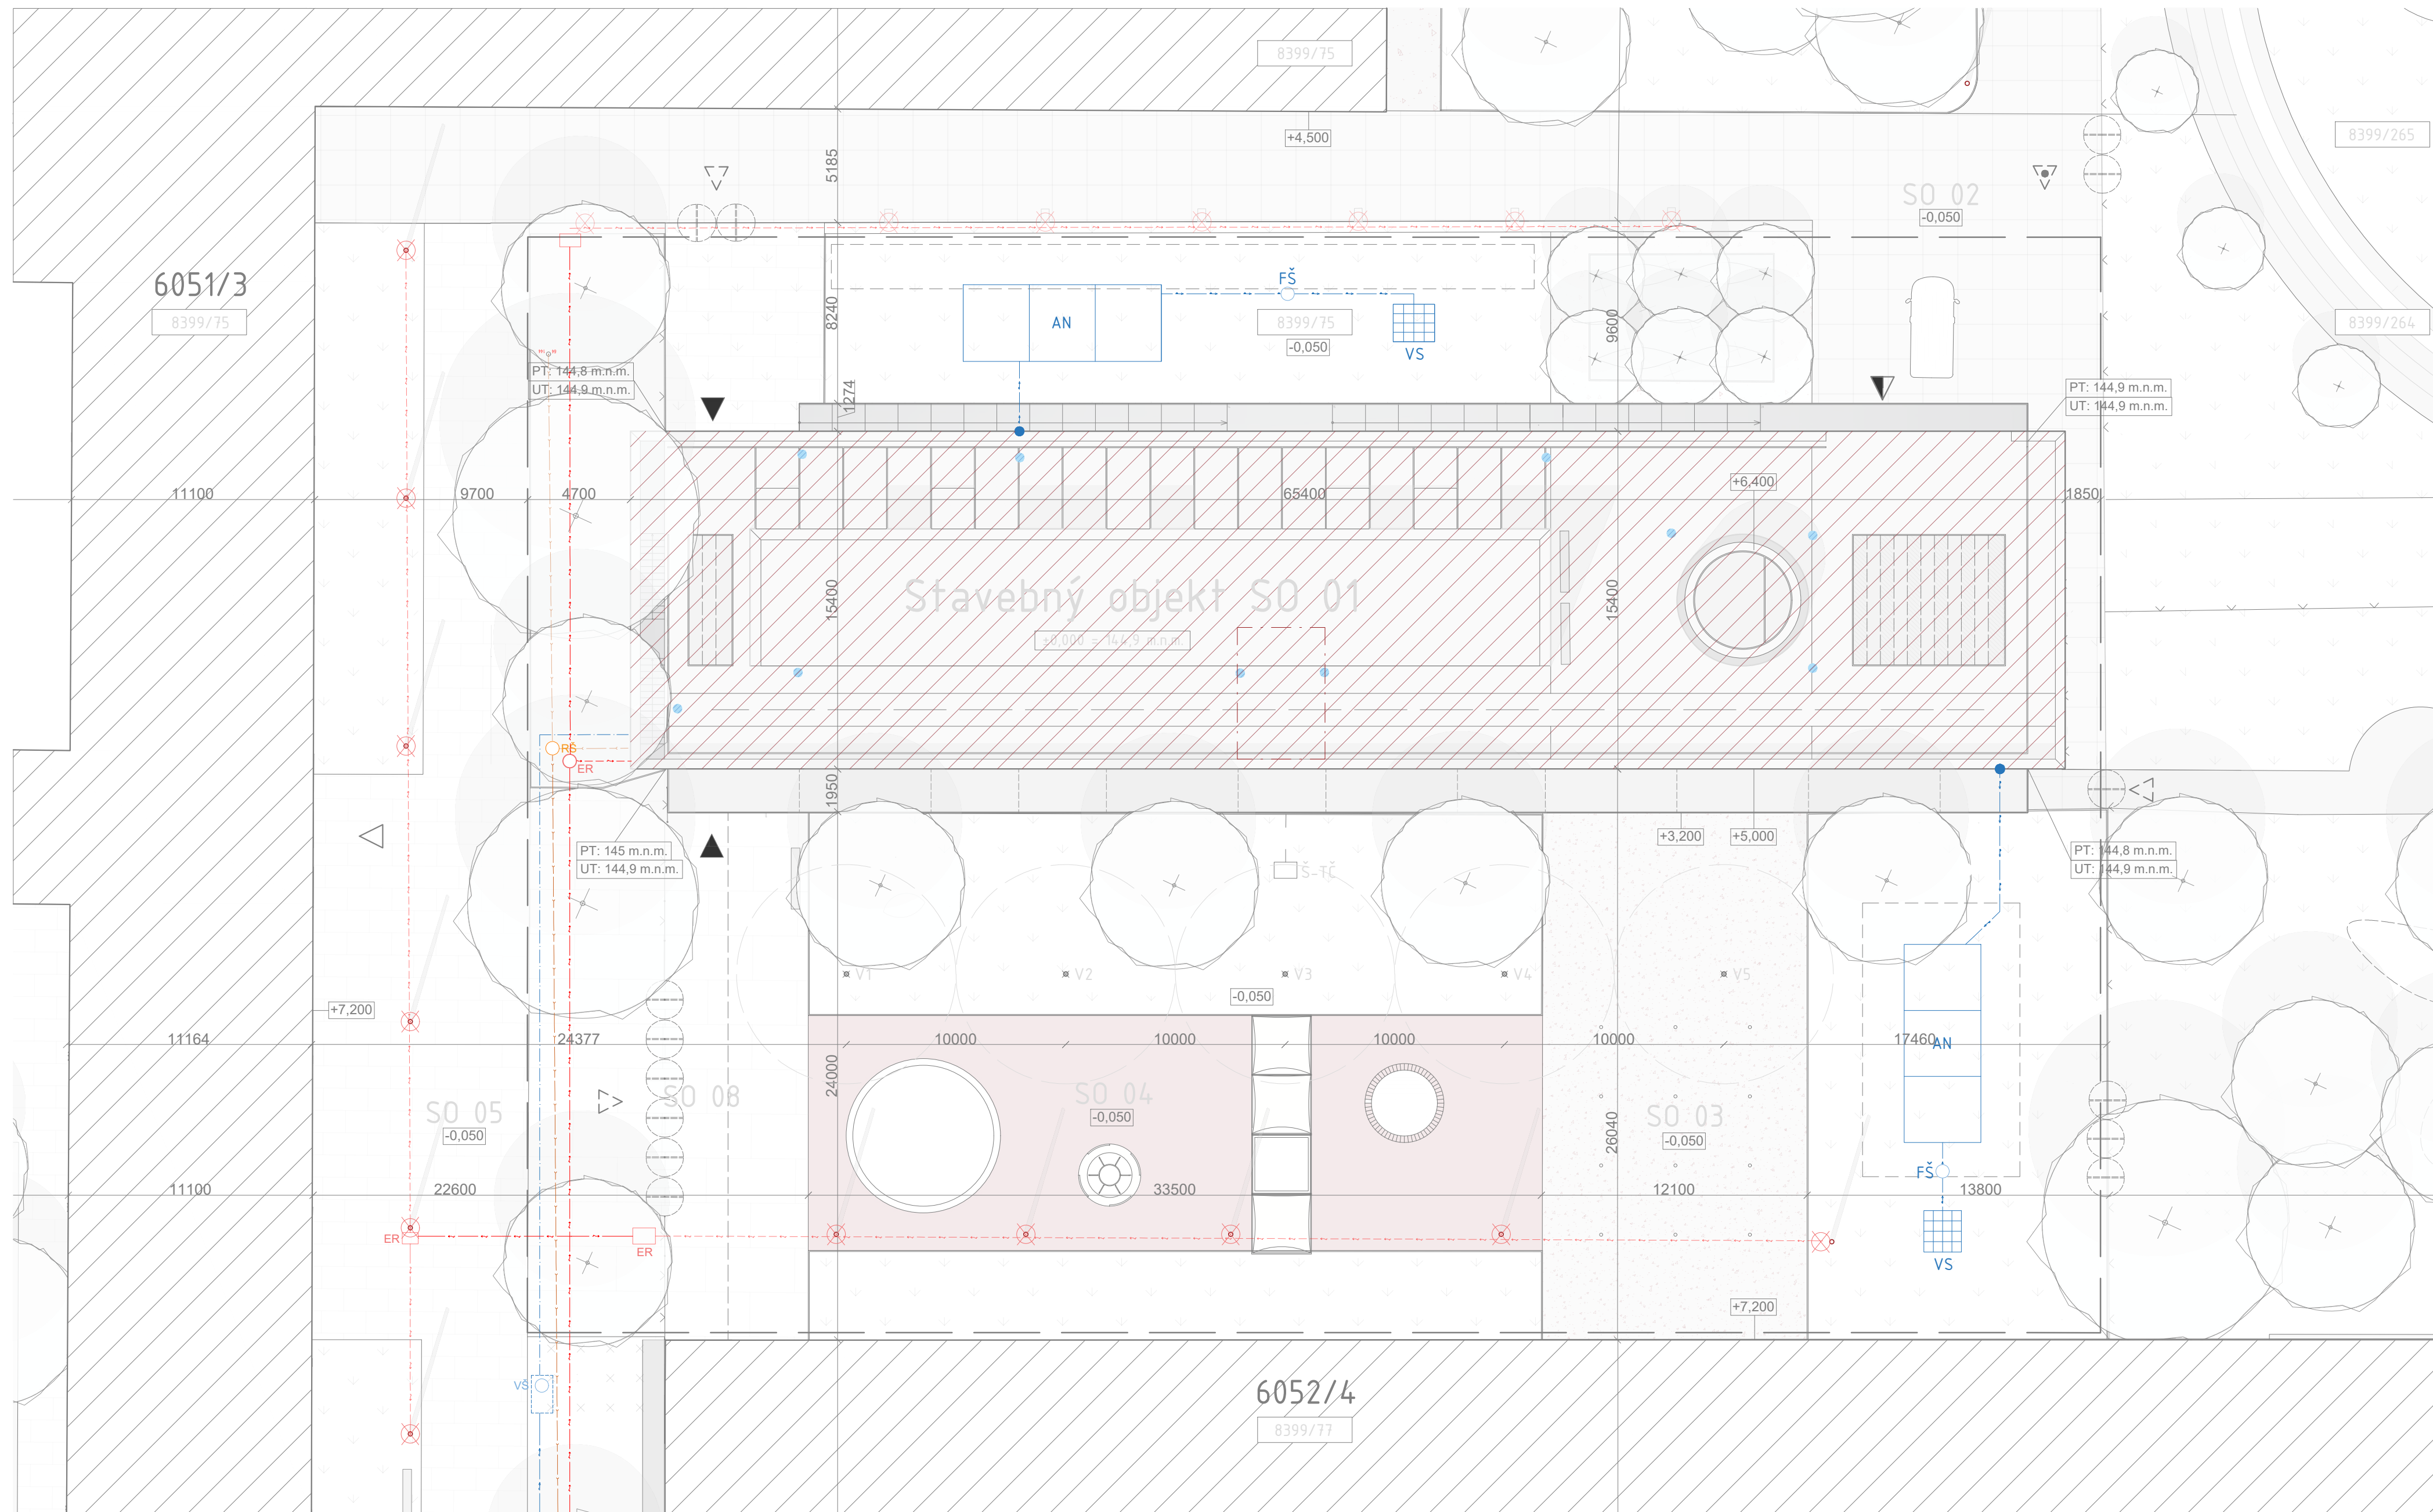 8399/75
+4,500
8399/265
5185
SO 02
-0,050
6051/3
8399/75
FŠ
AN
8399/75
-0,050
VS
8240
9600
8399/264
PT: 144,8 m.n.m.
UT: 144,9 m.n.m.
1274
PT: 144,9 m.n.m.
UT: 144,9 m.n.m.
11100
9700
4700
65400
+6,400
1850
Stavebný objekt SO 01
±0,000 = 144,9 m.n.m.
15400
15400
RŠ
ER
1950
+3,200
+5,000
PT: 145 m.n.m.
UT: 144,9 m.n.m.
Š-TČ
PT: 144,8 m.n.m.
UT: 144,9 m.n.m.
V1
V2
V3
V4
V5
-0,050
+7,200
11164
24377
10000
10000
10000
10000
17460
AN
24000
SO 05
-0,050
SO 08
SO 04
-0,050
SO 03
-0,050
26040
FŠ
11100
22600
33500
12100
13800
ER
ER
VS
+7,200
VŠ
6052/4
8399/77